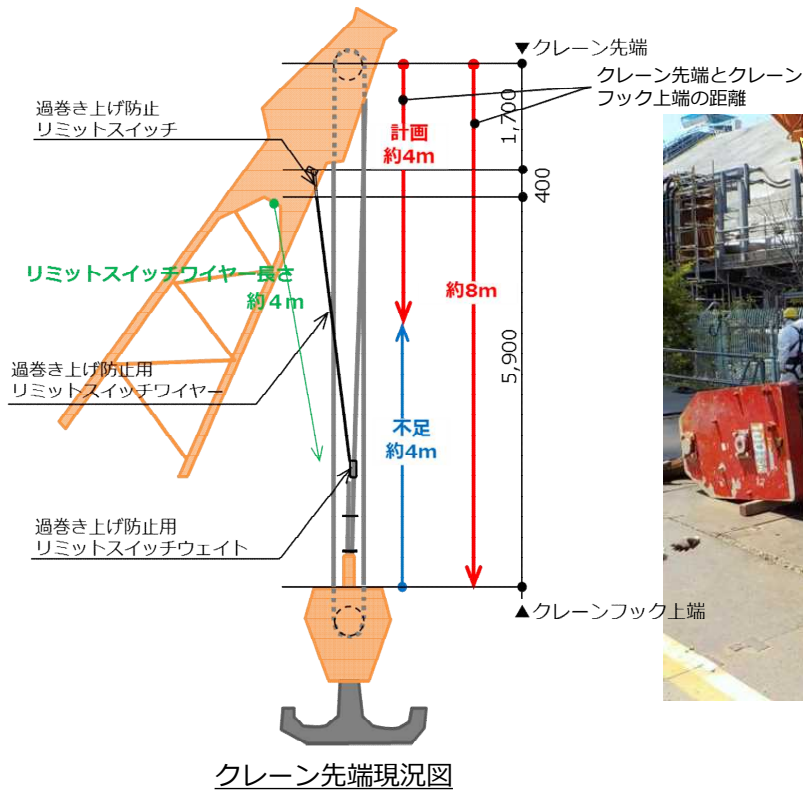 ▼クレーン先端
クレーン先端とクレーン
フック上端の距離
過巻き上げ防止
リミットスイッチ
計画
約4m
1,700
400
リミットスイッチワイヤー長さ
約４ｍ
約8m
5,900
過巻き上げ防止用
リミットスイッチワイヤー
不足
約4m
過巻き上げ防止用
リミットスイッチウェイト
▲クレーンフック上端
クレーン先端現況図